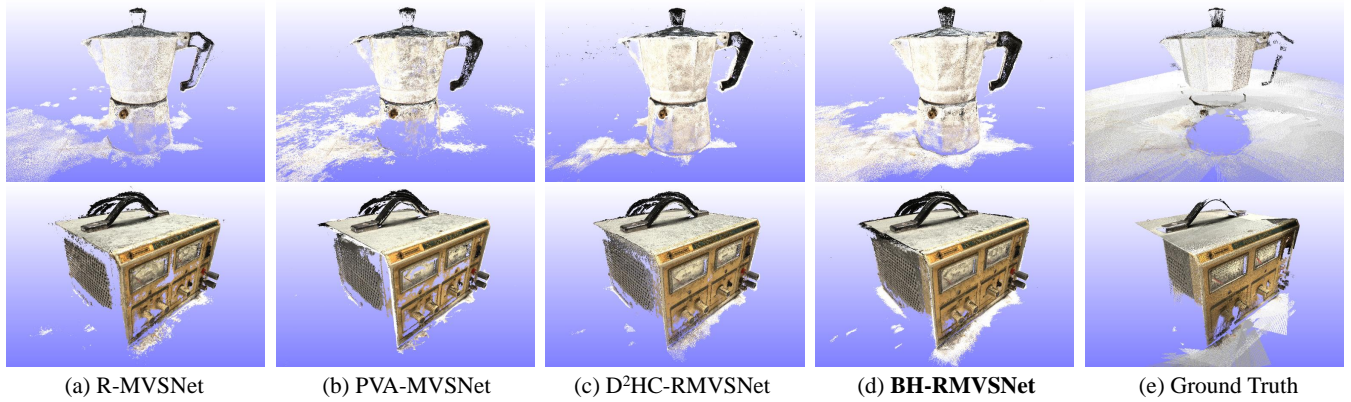 (a) R-MVSNet
(b) PVA-MVSNet
(c) D²HC-RMVSNet
(d) BH-RMVSNet
(e) Ground Truth